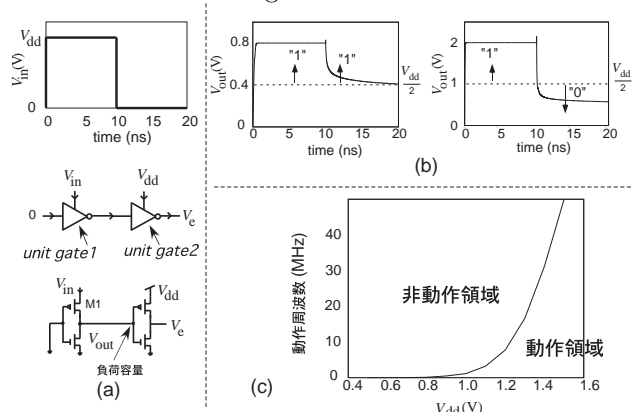 V_dd
V_in(V)
0
0 10 20
time (ns)
V_in V_dd
0 V_e
unit gate1 unit gate2
V_in
M1
V_dd
V_out
V_e
負荷容量
(a)
0.8
"1" "1"
V_out(V)
0.4
V_dd/2
0
0 10 20
time (ns)
2
"1"
V_out(V)
1
"0"
V_dd/2
0
0 10 20
time (ns)
(b)
動作周波数 (MHz)
40
30
20
10
0
非動作領域
動作領域
0.4 0.6 0.8 1.0 1.2 1.4 1.6
V_dd(V)
(c)